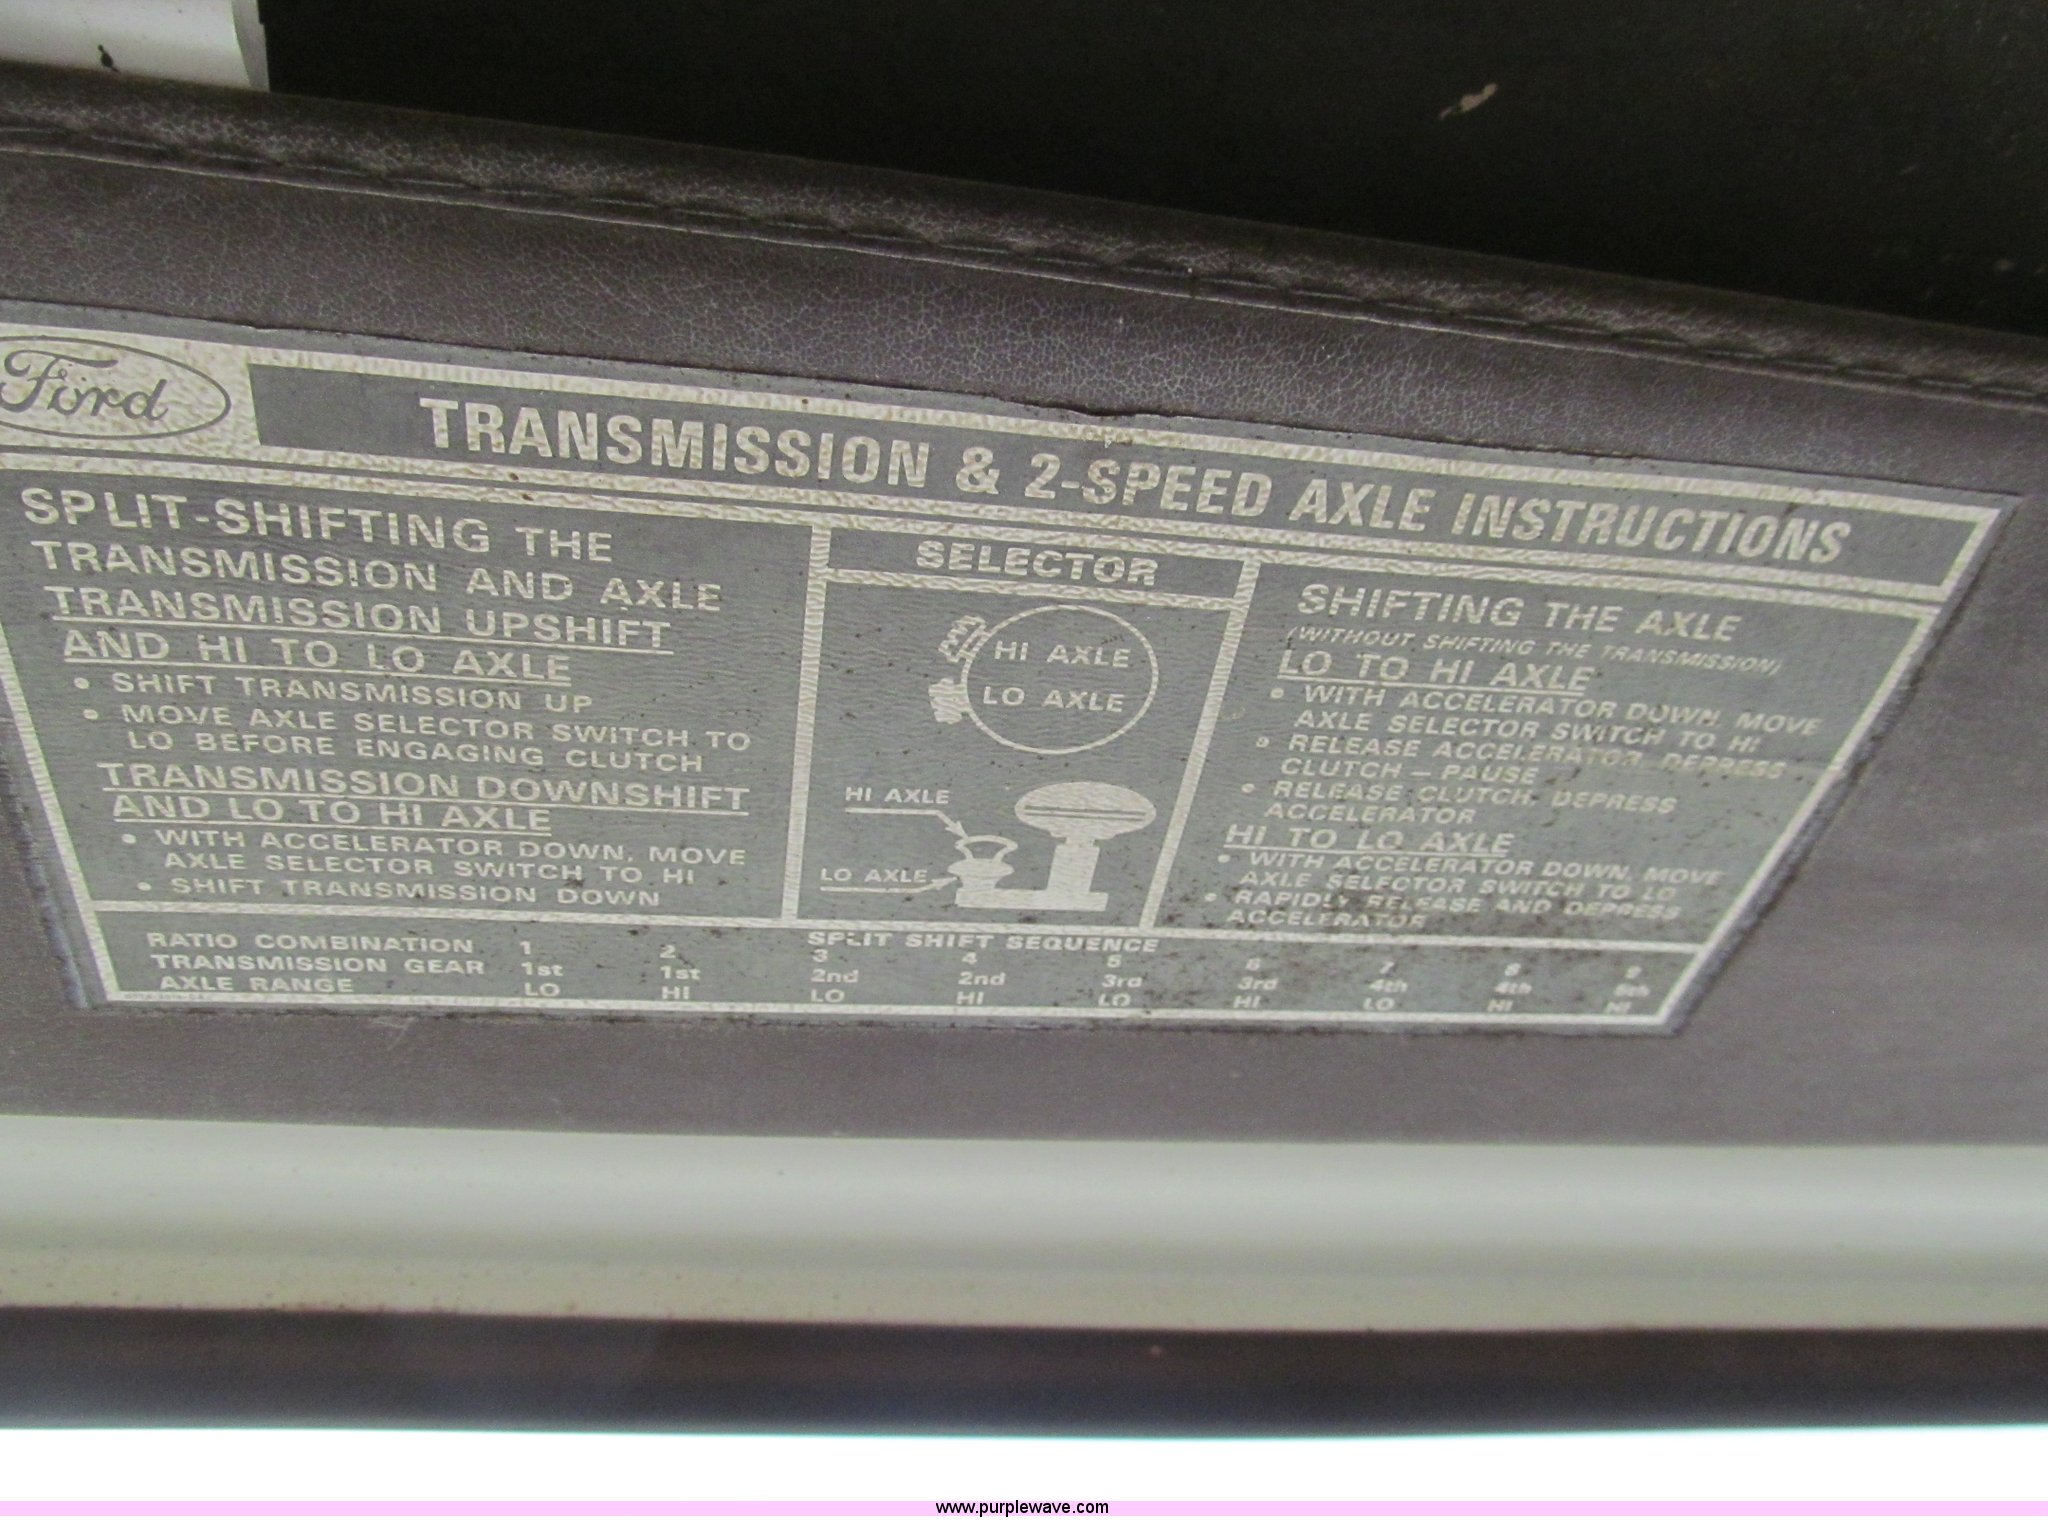 Ford
TRANSMISSION & 2-SPEED AXLE INSTRUCTIONS
SPLIT-SHIFTING THE
TRANSMISSION AND AXLE
TRANSMISSION UPSHIFT
AND HI TO LO AXLE
• SHIFT TRANSMISSION UP
• MOVE AXLE SELECTOR SWITCH TO
LO BEFORE ENGAGING CLUTCH
TRANSMISSION DOWNSHIFT
AND LO TO HI AXLE
• WITH ACCELERATOR DOWN, MOVE
AXLE SELECTOR SWITCH TO HI
• SHIFT TRANSMISSION DOWN
SELECTOR
HI AXLE
LO AXLE
HI AXLE
LO AXLE
SHIFTING THE AXLE
(WITHOUT SHIFTING THE TRANSMISSION)
LO TO HI AXLE
• WITH ACCELERATOR DOWN, MOVE
AXLE SELECTOR SWITCH TO HI
• RELEASE ACCELERATOR, DEPRESS
CLUTCH – PAUSE
• RELEASE CLUTCH, DEPRESS
ACCELERATOR
HI TO LO AXLE
• WITH ACCELERATOR DOWN, MOVE
AXLE SELECTOR SWITCH TO LO
• RAPIDLY RELEASE AND DEPRESS
ACCELERATOR
SPLIT SHIFT SEQUENCE
RATIO COMBINATION 1 2 3 4 5 6 7 8 9
TRANSMISSION GEAR 1st 1st 2nd 2nd 3rd 3rd 4th 4th 5th
AXLE RANGE LO HI LO HI LO HI LO HI HI
www.purplewave.com